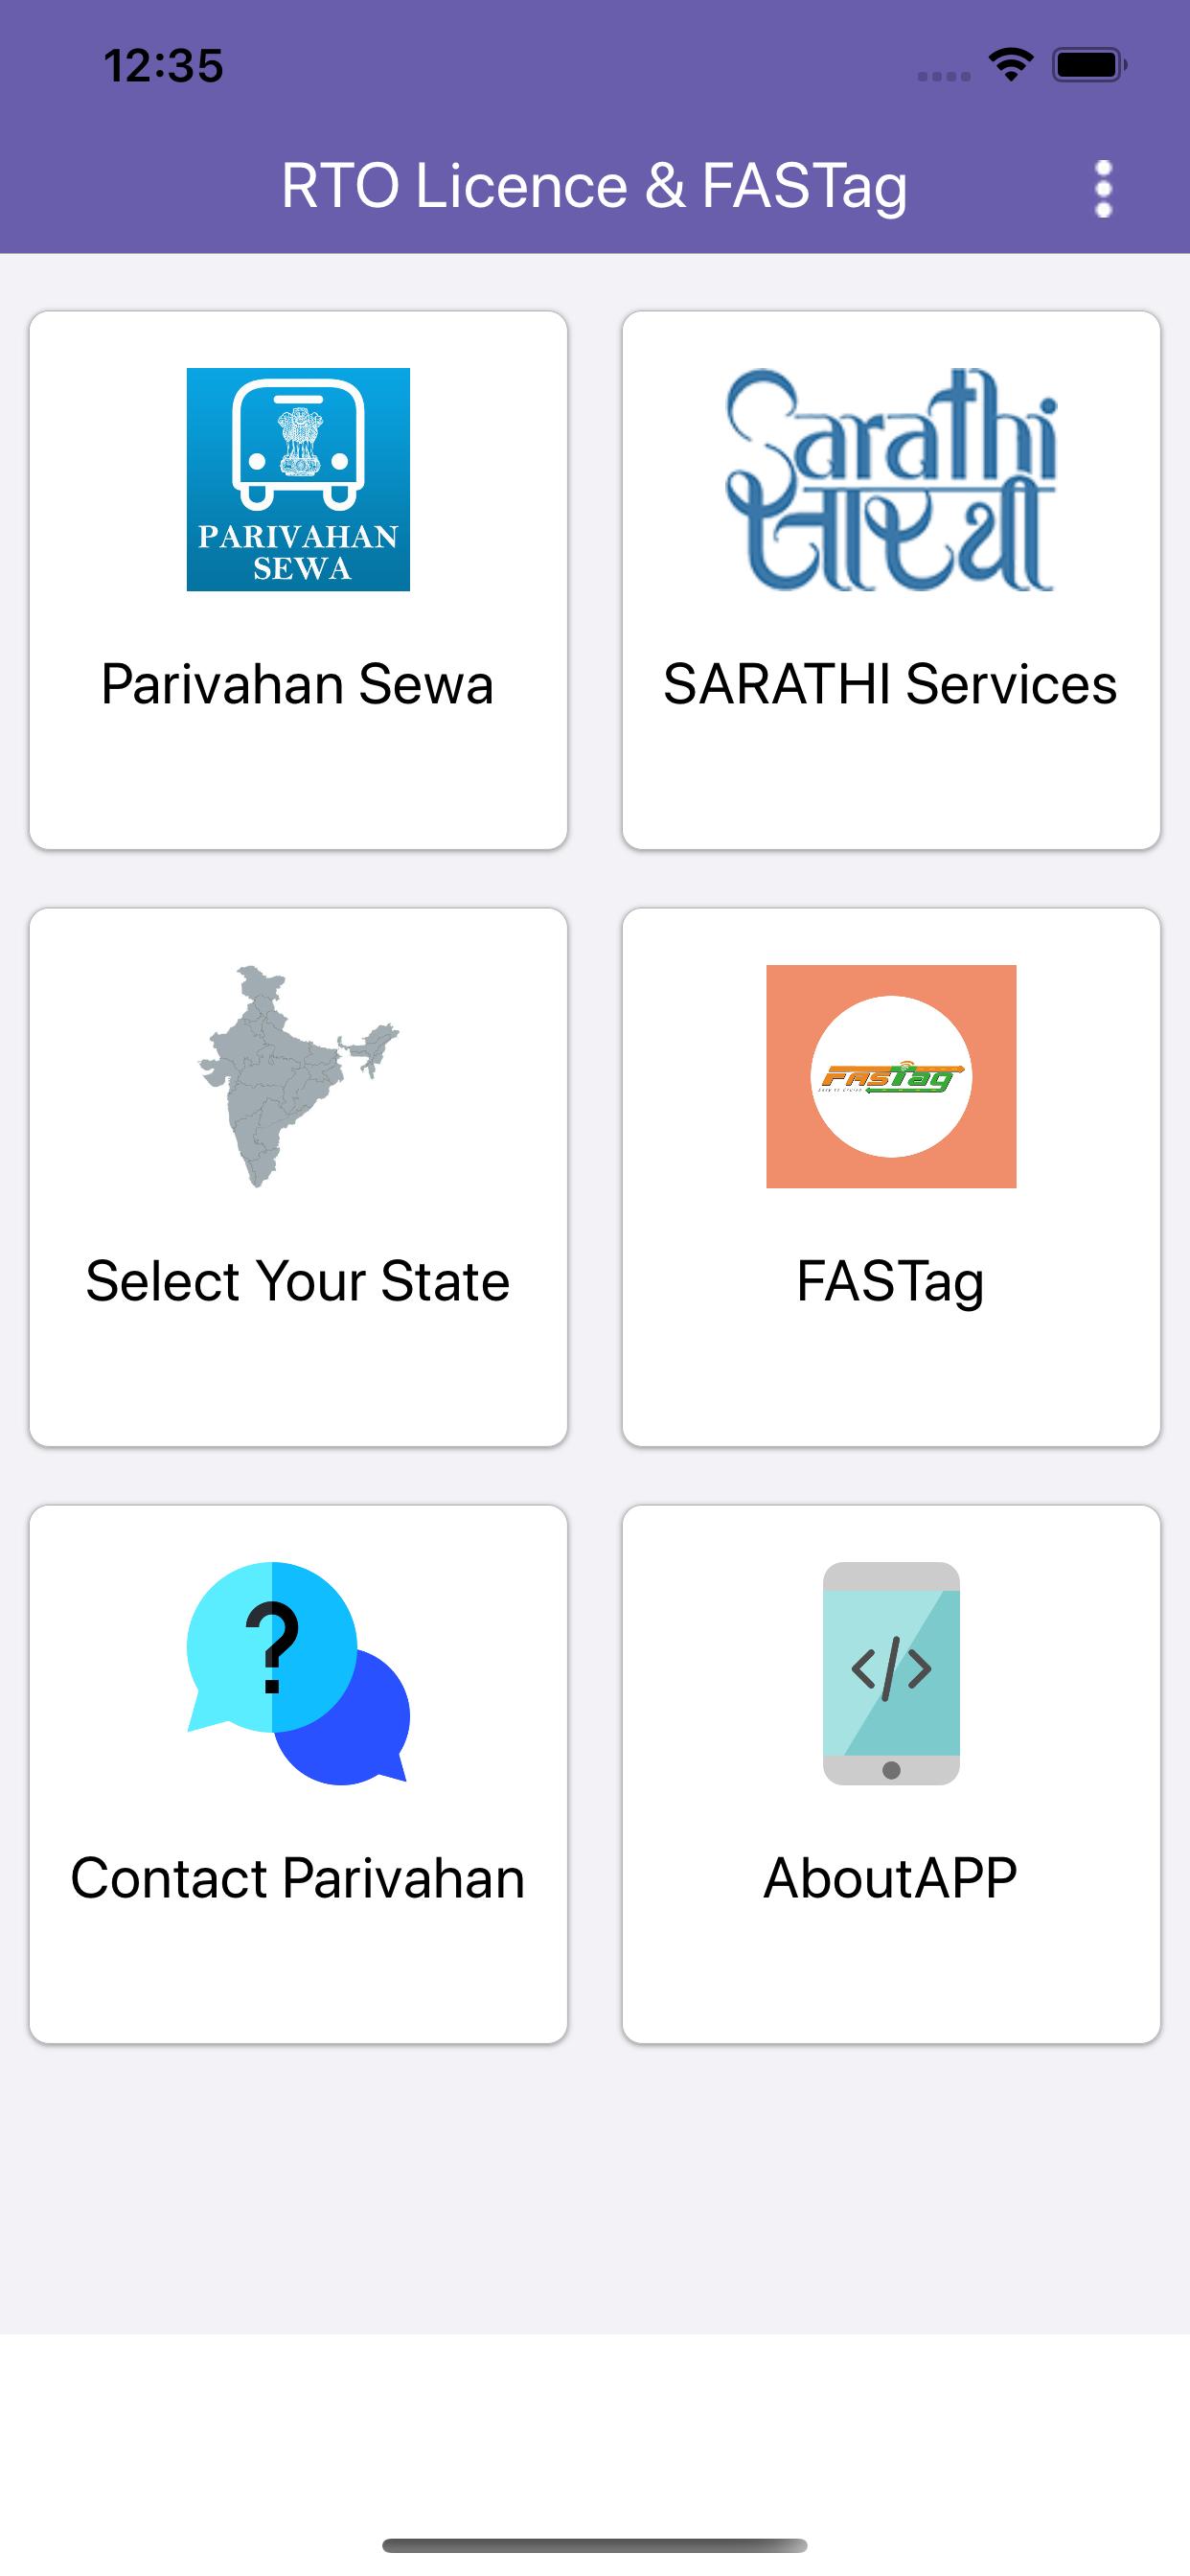 12:35
RTO Licence & FASTag
PARIVAHAN
SEWA
Parivahan Sewa
Sarathi
सारथी
SARATHI Services
Select Your State
FASTag
FASTag
?
Contact Parivahan
</>
AboutAPP